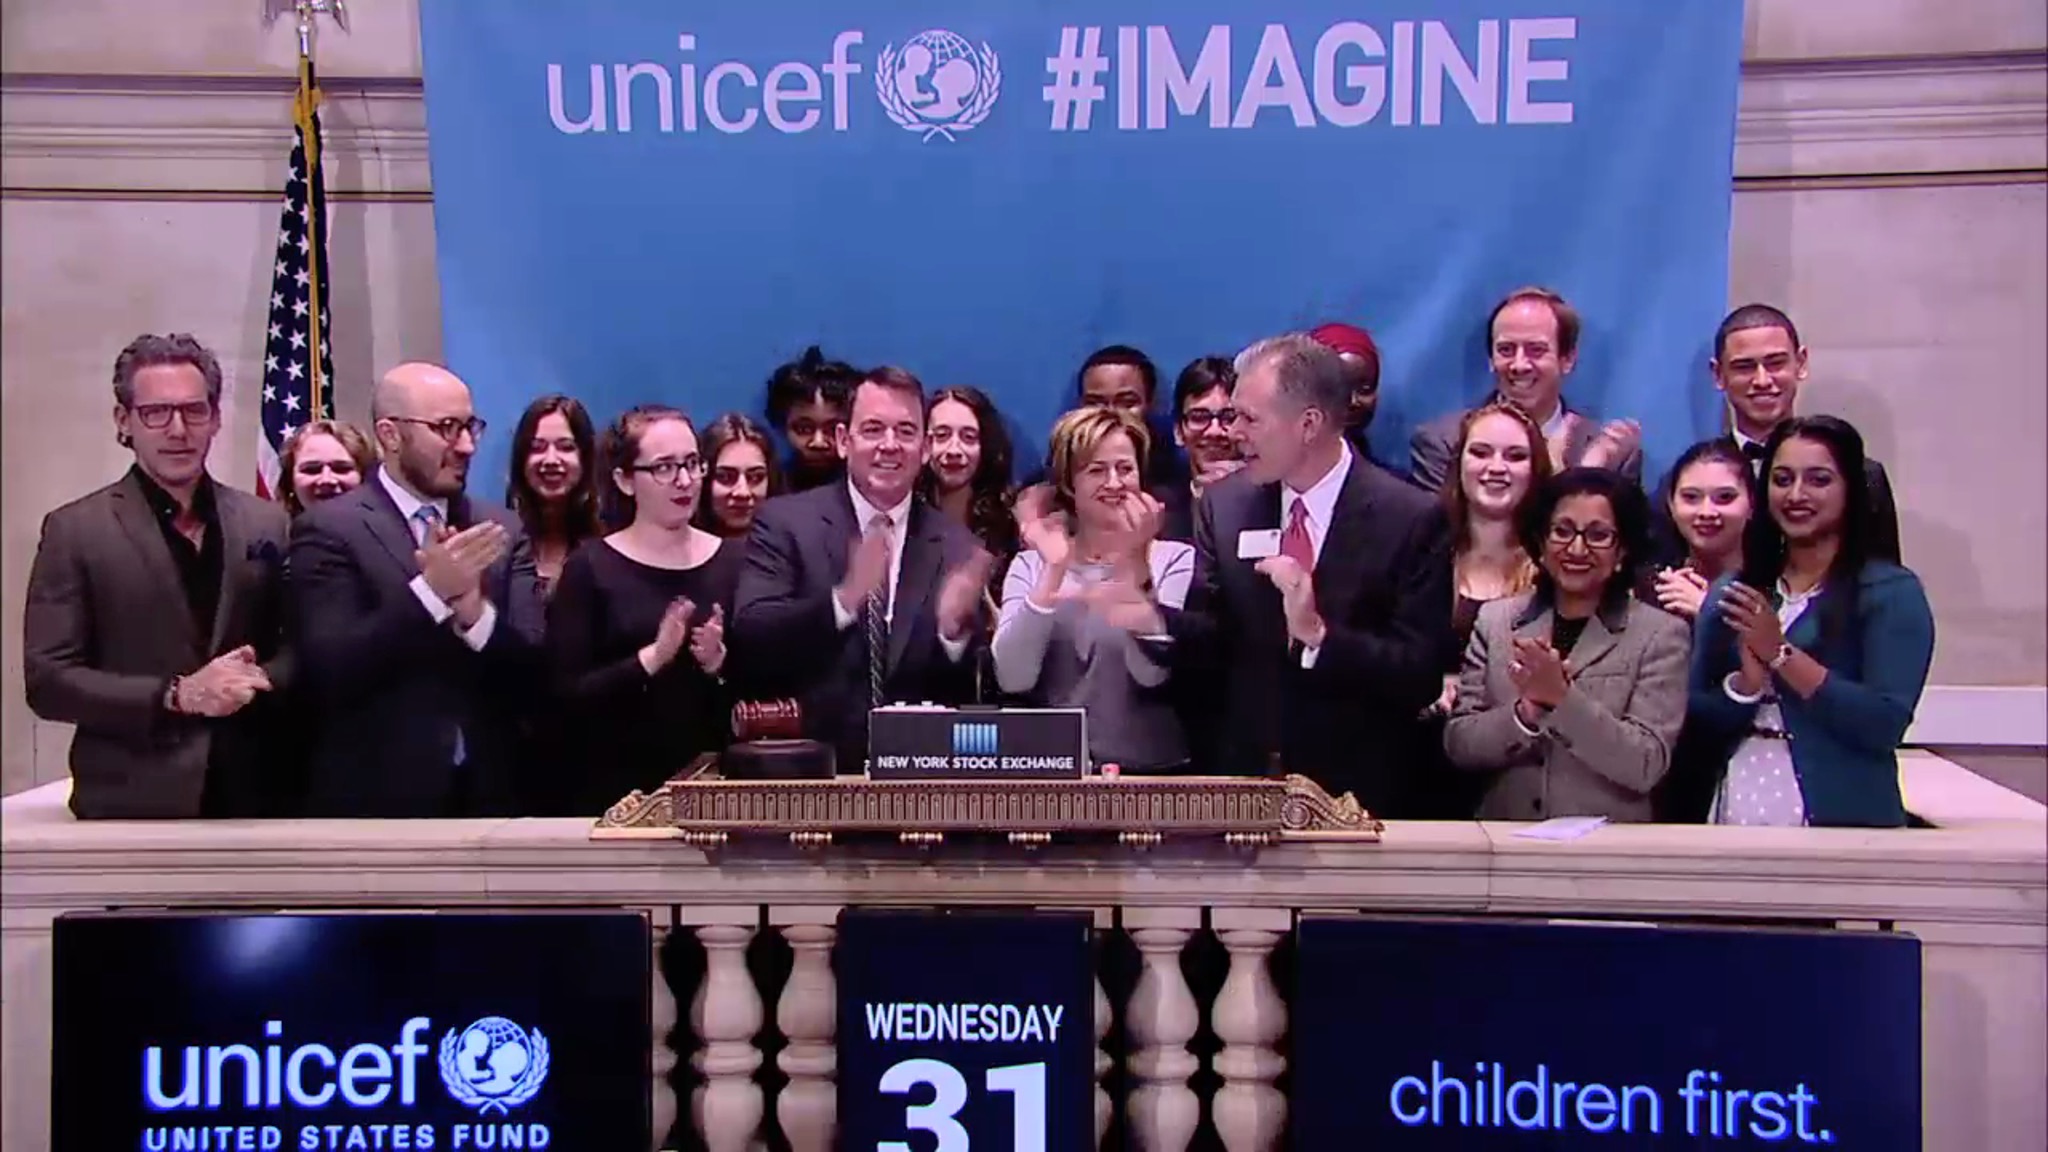 unicef #IMAGINE
NEW YORK STOCK EXCHANGE
unicef
UNITED STATES FUND
WEDNESDAY
31
children first.